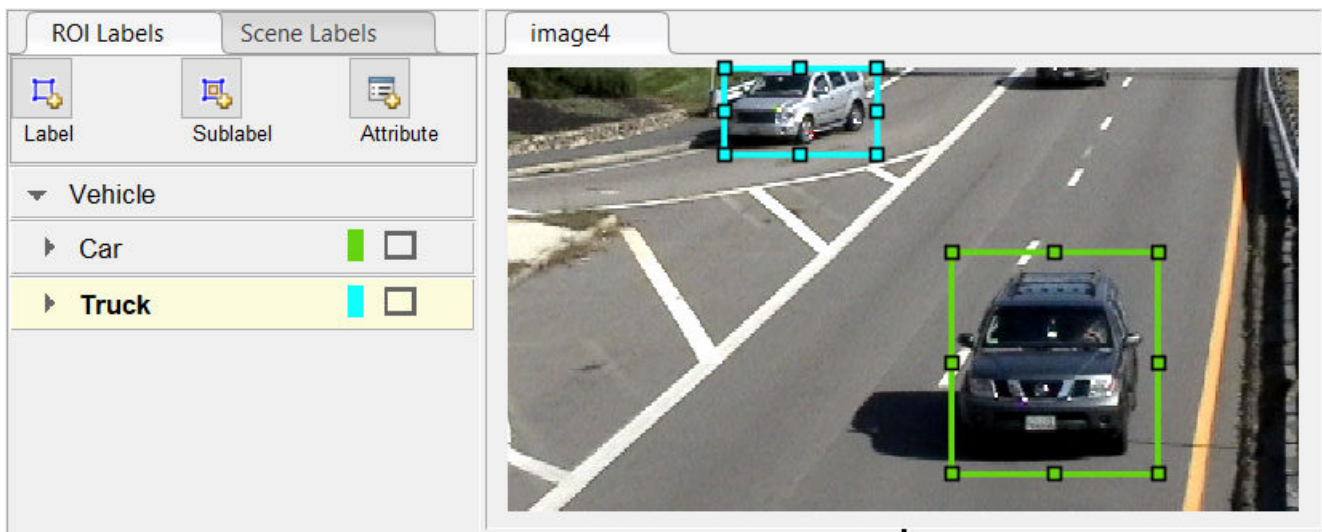 ROI Labels
Scene Labels
image4
Label
Sublabel
Attribute
Vehicle
Car
Truck